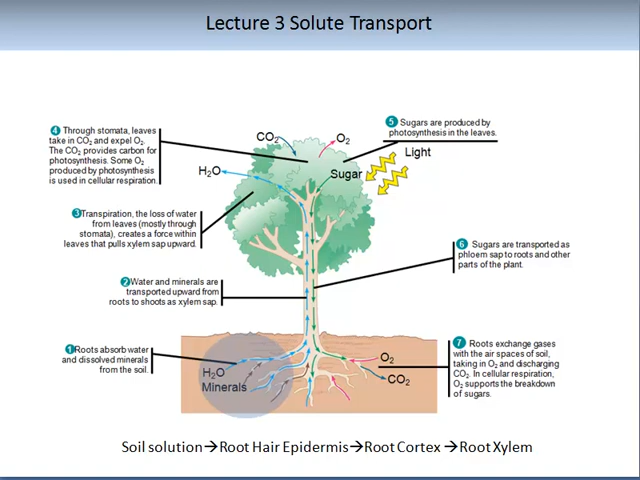 Lecture 3 Solute Transport
4 Through stomata, leaves
take in CO2 and expel O2.
The CO2 provides carbon for
photosynthesis. Some O2
produced by photosynthesis
is used in cellular respiration.
CO2
O2
5 Sugars are produced by
photosynthesis in the leaves.
Light
H2O
Sugar
3 Transpiration, the loss of water
from leaves (mostly through
stomata), creates a force within
leaves that pulls xylem sap upward.
6 Sugars are transported as
phloem sap to roots and other
parts of the plant.
2 Water and minerals are
transported upward from
roots to shoots as xylem sap.
1 Roots absorb water
and dissolved minerals
from the soil.
H2O
Minerals
O2
CO2
7 Roots exchange gases
with the air spaces of soil,
taking in O2 and discharging
CO2. In cellular respiration,
O2 supports the breakdown
of sugars.
Soil solution→Root Hair Epidermis→Root Cortex →Root Xylem